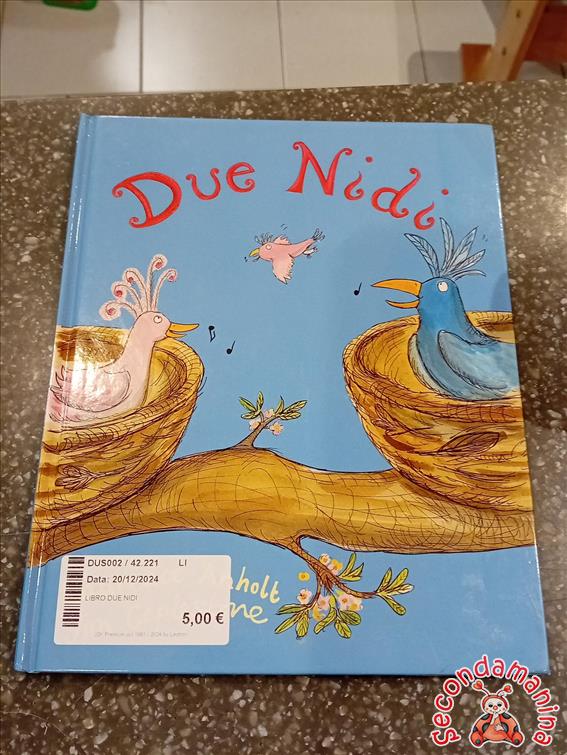 Due Nidi
DUS002 / 42.221 LI
Data: 20/12/2024
LIBRO DUE NIDI
5,00 €
Anholt
Secondamanina